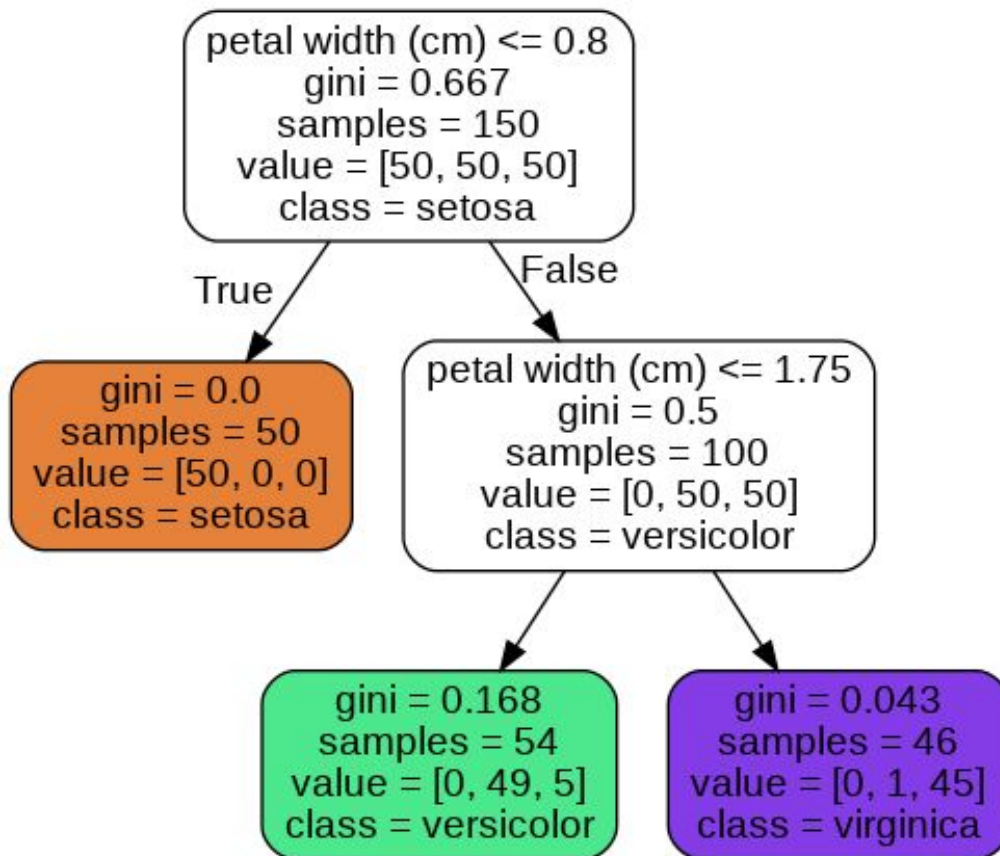 petal width (cm) <= 0.8
gini = 0.667
samples = 150
value = [50, 50, 50]
class = setosa
True
False
gini = 0.0
samples = 50
value = [50, 0, 0]
class = setosa
petal width (cm) <= 1.75
gini = 0.5
samples = 100
value = [0, 50, 50]
class = versicolor
gini = 0.168
samples = 54
value = [0, 49, 5]
class = versicolor
gini = 0.043
samples = 46
value = [0, 1, 45]
class = virginica